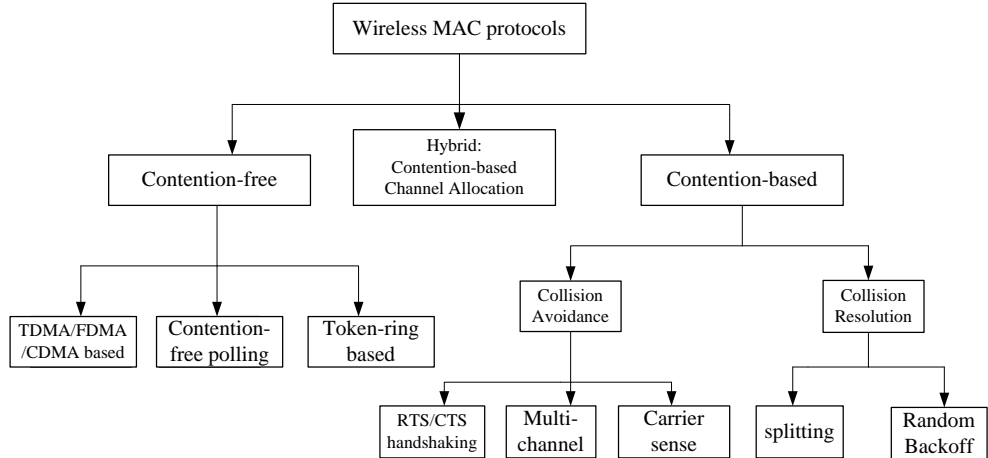 Wireless MAC protocols
Hybrid:
Contention-based
Channel Allocation
Contention-free
Contention-based
Collision
Avoidance
Collision
Resolution
TDMA/FDMA
/CDMA based
Contention-
free polling
Token-ring
based
RTS/CTS
handshaking
Multi-
channel
Carrier
sense
splitting
Random
Backoff